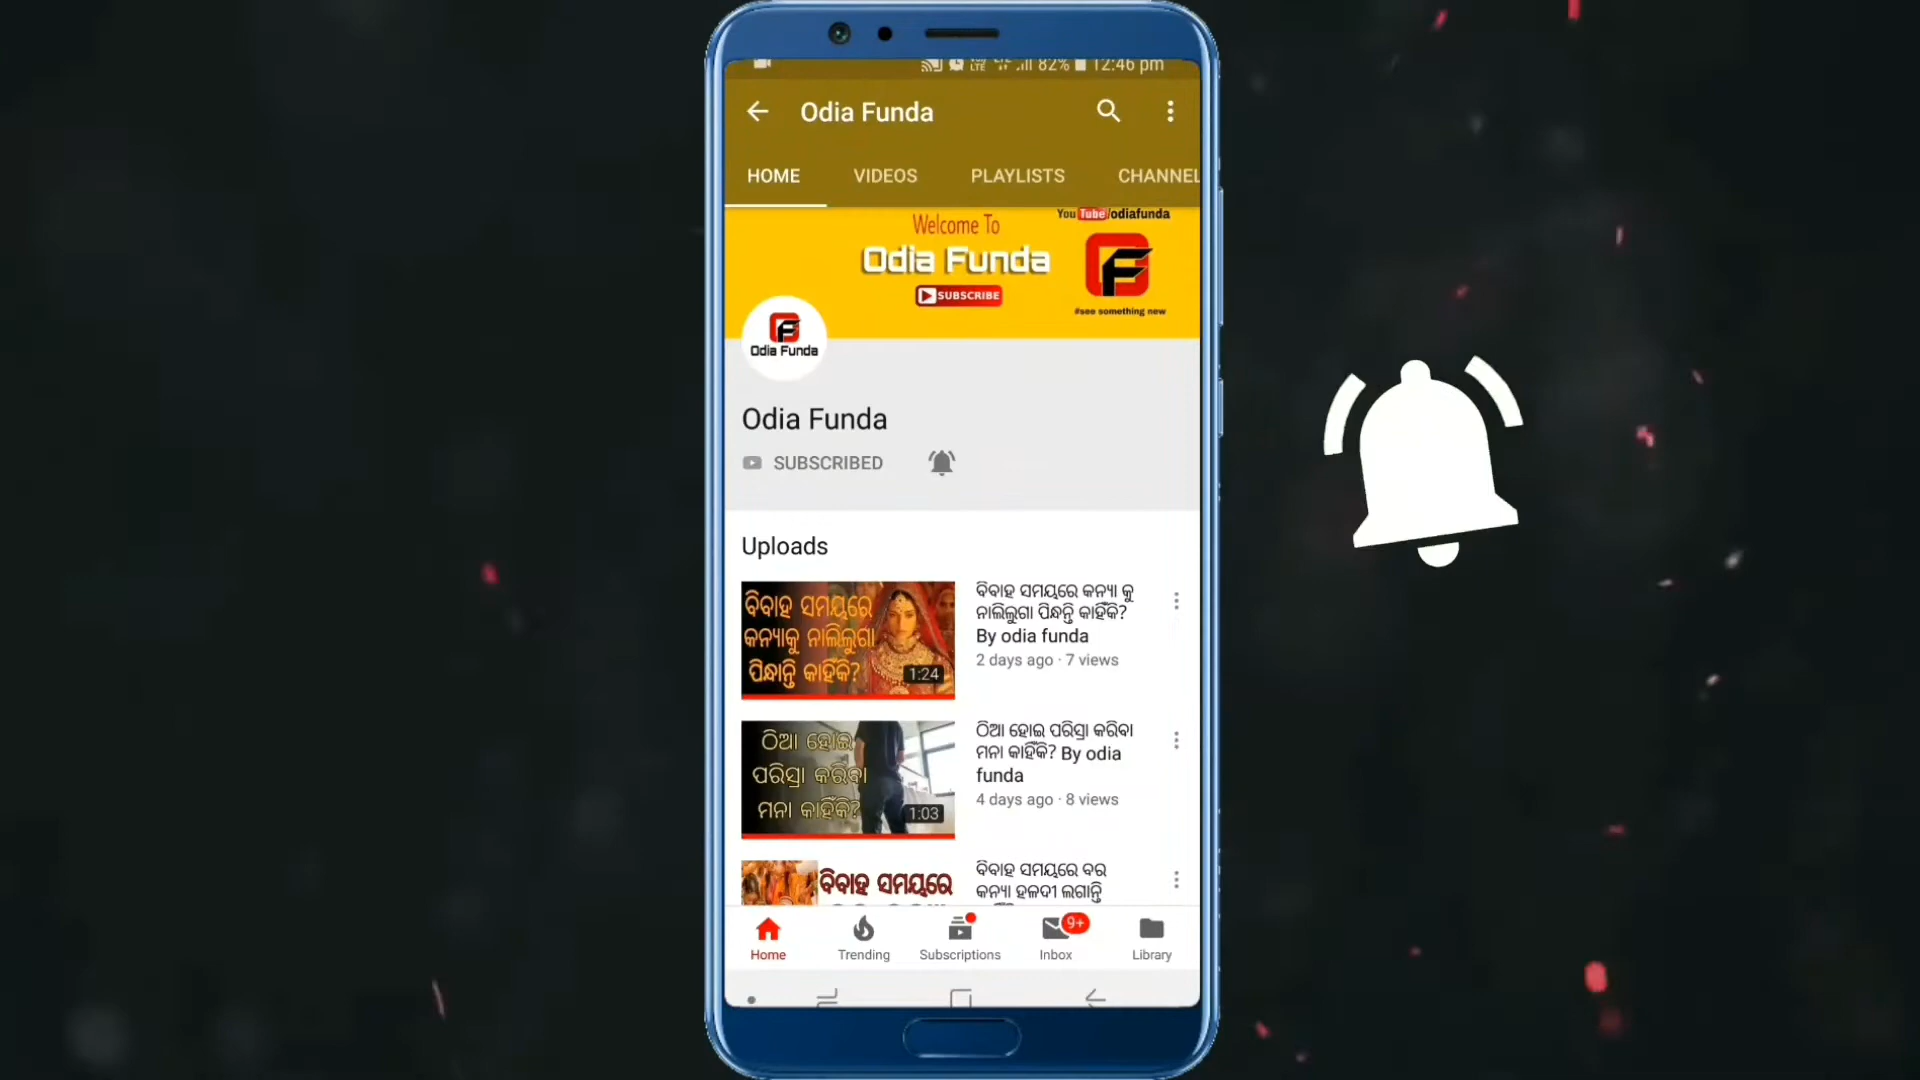 82% 12:46 pm
Odia Funda
HOME VIDEOS PLAYLISTS CHANNEL
YouTube/odiafunda
Welcome To
Odia Funda
SUBSCRIBE
#see something new
Odia Funda
Odia Funda
SUBSCRIBED
Uploads
ବିବାହ ସମୟରେ
କନ୍ୟାକୁ ନାଲିଲୁଗା
ପିନ୍ଧାନ୍ତି କାହିଁକି?
1:24
ବିବାହ ସମୟରେ କନ୍ୟା କୁ
ନାଲିଲୁଗା ପିନ୍ଧନ୍ତି କାହିଁକି?
By odia funda
2 days ago · 7 views
ଠିଆ ହୋଇ
ପରିସ୍ରା କରିବା
ମନା କାହିଁକି?
1:03
ଠିଆ ହୋଇ ପରିସ୍ରା କରିବା
ମନା କାହିଁକି? By odia
funda
4 days ago · 8 views
ବିବାହ ସମୟରେ
ବିବାହ ସମୟରେ ବର
କନ୍ୟା ହଳଦୀ ଲଗାନ୍ତି
9+
Home Trending Subscriptions Inbox Library